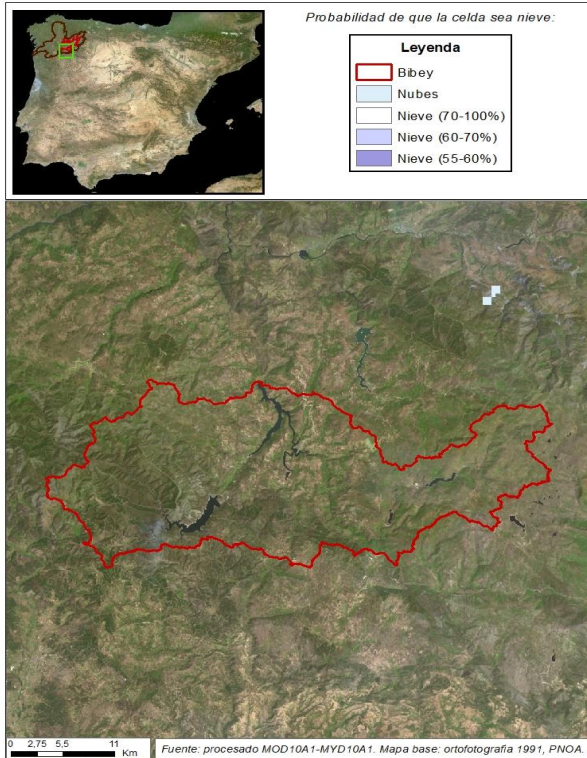 Probabilidad de que la celda sea nieve:
Leyenda
Bibey
Nubes
Nieve (70-100%)
Nieve (60-70%)
Nieve (55-60%)
0 2,75 5,5 11
Km
Fuente: procesado MOD10A1-MYD10A1. Mapa base: ortofotografia 1991, PNOA.